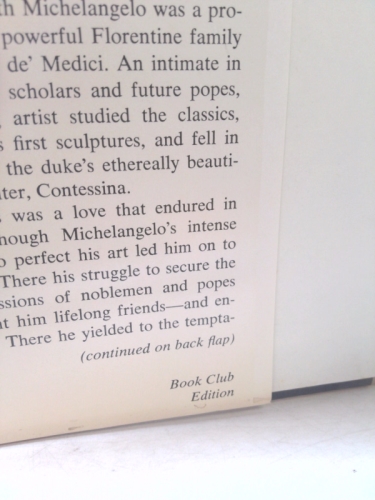 Michelangelo was a pro-
powerful Florentine family
de' Medici. An intimate in
scholars and future popes,
artist studied the classics,
first sculptures, and fell in
the duke's ethereally beauti-
Contessina.
was a love that endured in
Michelangelo's intense
perfect his art led him on to
There his struggle to secure the
of noblemen and popes
him lifelong friends—and en-
There he yielded to the tempta-
(continued on back flap)
Book Club
Edition